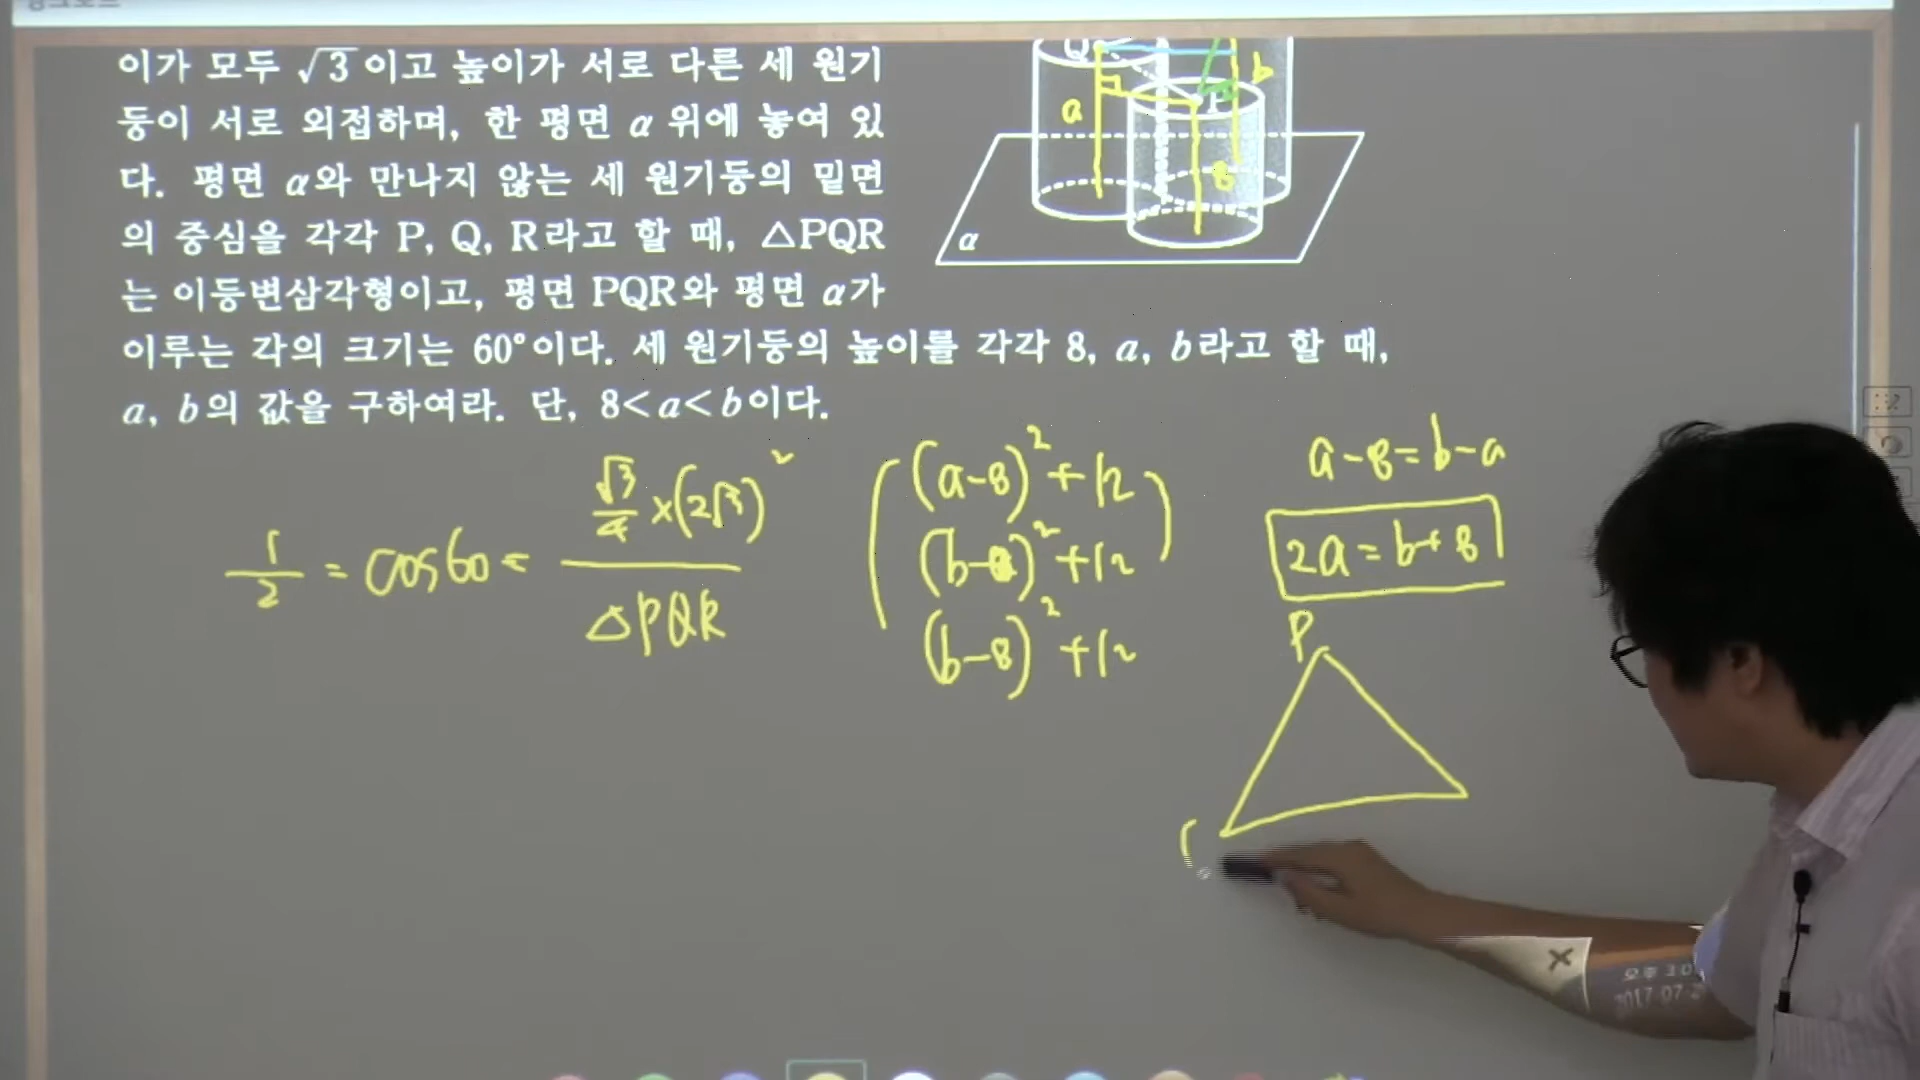 이가 모두 √3 이고 높이가 서로 다른 세 원기
둥이 서로 외접하며, 한 평면 α 위에 놓여 있
다. 평면 α와 만나지 않는 세 원기둥의 밑면
의 중심을 각각 P, Q, R라고 할 때, △PQR
는 이등변삼각형이고, 평면 PQR와 평면 α가
이루는 각의 크기는 60°이다. 세 원기둥의 높이를 각각 8, a, b라고 할 때,
a, b의 값을 구하여라. 단, 8<a<b이다.
Q
b
a
P
8
α
1/2 = cos60 = (√3/4 × (2√3)²) / △PQR
(a-8)² + 12
(b-a)² + 12
(b-8)² + 12
a-8 = b-a
2a = b+8
P
2017-07-2